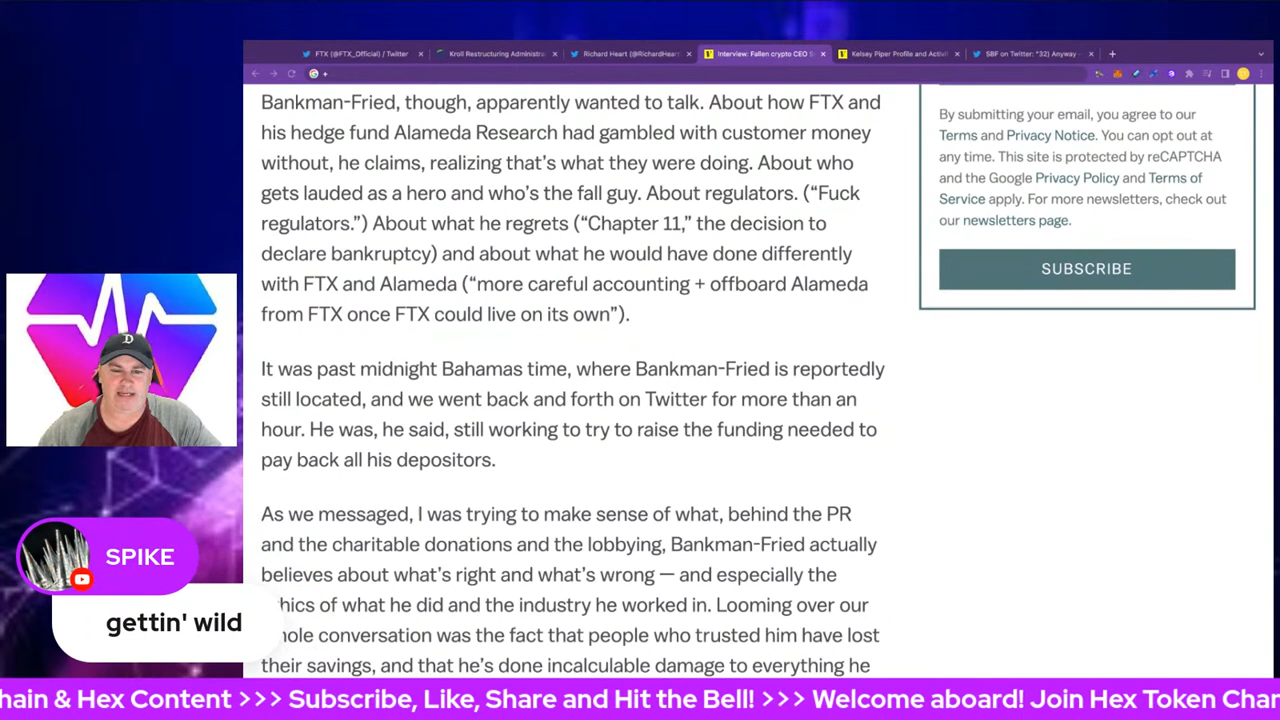 FTX (@FTX_Official) / Twitter
Kroll Restructuring Administra
Richard Heart (@RichardHeart
Interview: Fallen crypto CEO
Kelsey Piper Profile and Activit
SBF on Twitter: "32) Anyway
Bankman-Fried, though, apparently wanted to talk. About how FTX and
his hedge fund Alameda Research had gambled with customer money
without, he claims, realizing that's what they were doing. About who
gets lauded as a hero and who's the fall guy. About regulators. (“Fuck
regulators.”) About what he regrets (“Chapter 11,” the decision to
declare bankruptcy) and about what he would have done differently
with FTX and Alameda (“more careful accounting + offboard Alameda
from FTX once FTX could live on its own”).
It was past midnight Bahamas time, where Bankman-Fried is reportedly
still located, and we went back and forth on Twitter for more than an
hour. He was, he said, still working to try to raise the funding needed to
pay back all his depositors.
As we messaged, I was trying to make sense of what, behind the PR
and the charitable donations and the lobbying, Bankman-Fried actually
believes about what's right and what's wrong — and especially the
thics of what he did and the industry he worked in. Looming over our
hole conversation was the fact that people who trusted him have lost
their savings, and that he's done incalculable damage to everything he
By submitting your email, you agree to our
Terms and Privacy Notice. You can opt out at
any time. This site is protected by reCAPTCHA
and the Google Privacy Policy and Terms of
Service apply. For more newsletters, check out
our newsletters page.
SUBSCRIBE
D
SPIKE
gettin' wild
hain & Hex Content >>> Subscribe, Like, Share and Hit the Bell! >>> Welcome aboard! Join Hex Token Chan